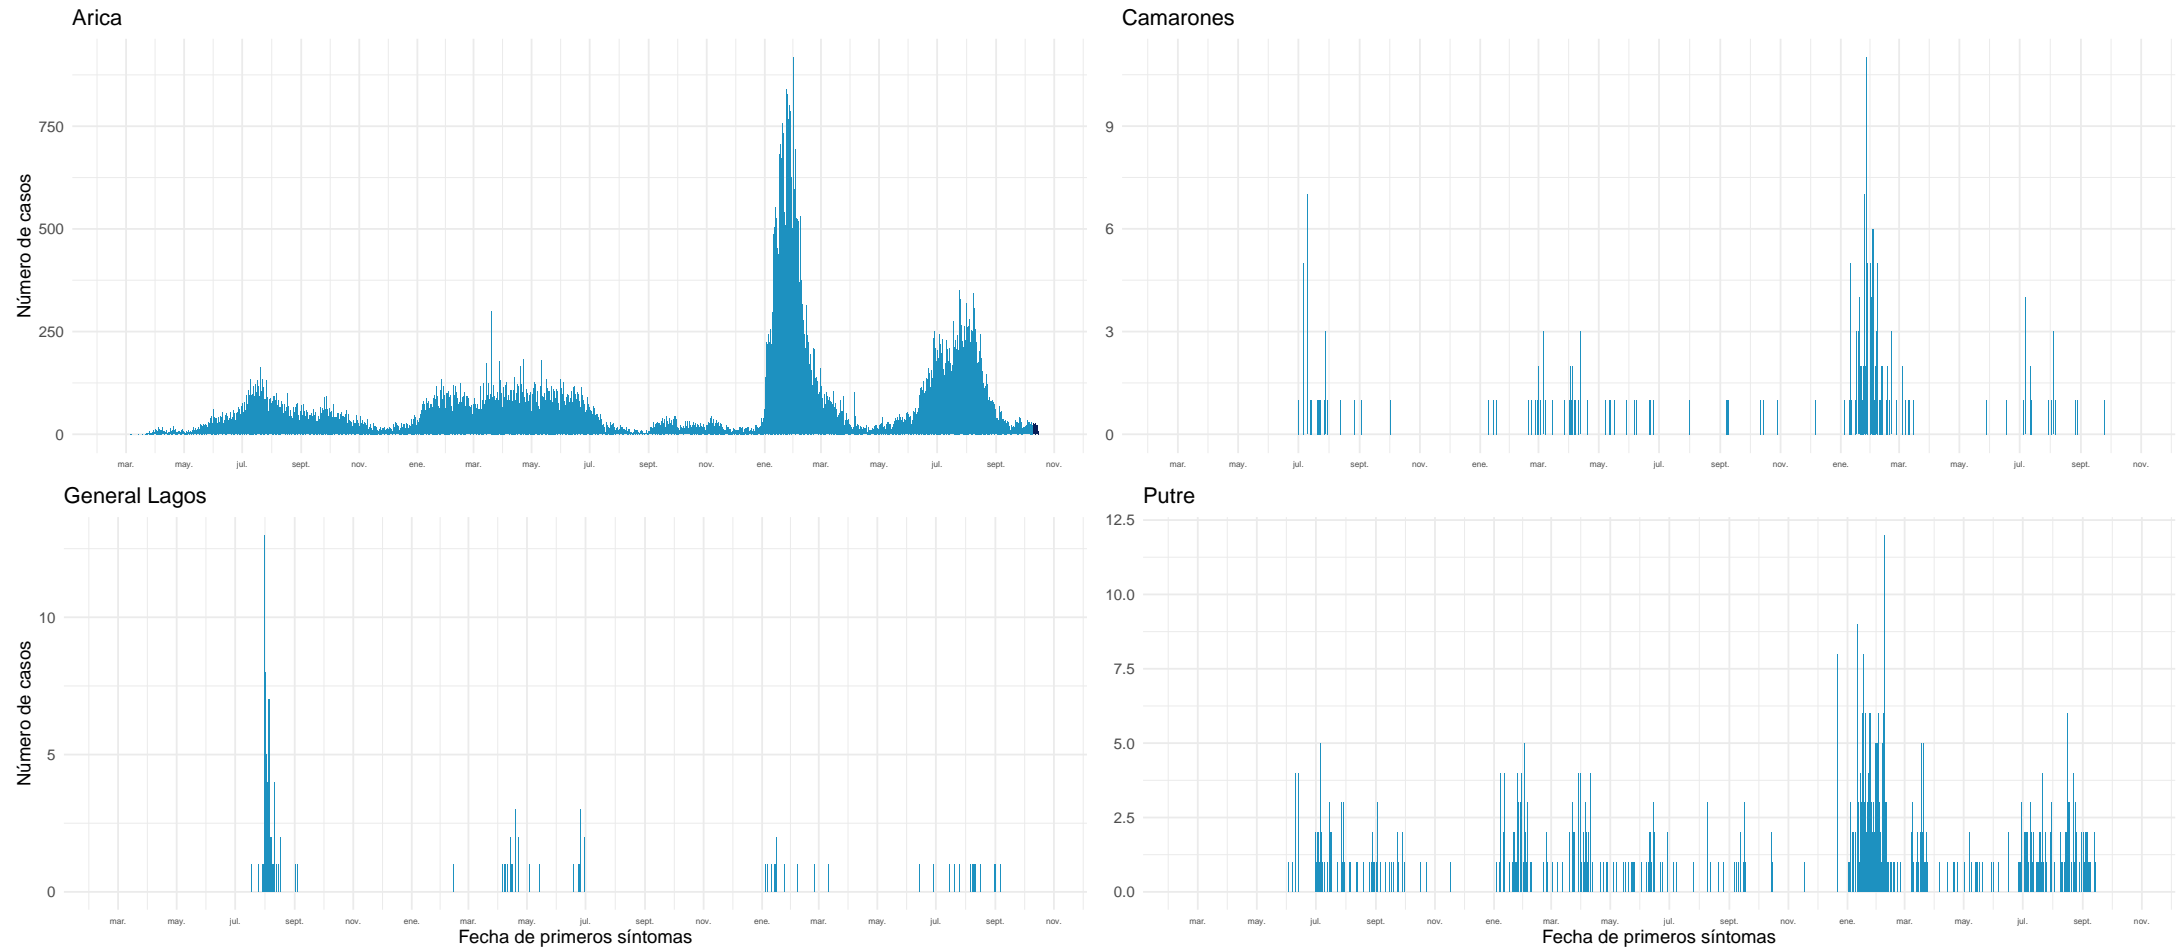 Arica
Número de casos
750
500
250
0
mar. may. jul. sept. nov. ene. mar. may. jul. sept. nov. ene. mar. may. jul. sept. nov.
Camarones
9
6
3
0
mar. may. jul. sept. nov. ene. mar. may. jul. sept. nov. ene. mar. may. jul. sept. nov.
General Lagos
Número de casos
10
5
0
mar. may. jul. sept. nov. ene. mar. may. jul. sept. nov. ene. mar. may. jul. sept. nov.
Fecha de primeros síntomas
Putre
12.5
10.0
7.5
5.0
2.5
0.0
mar. may. jul. sept. nov. ene. mar. may. jul. sept. nov. ene. mar. may. jul. sept. nov.
Fecha de primeros síntomas